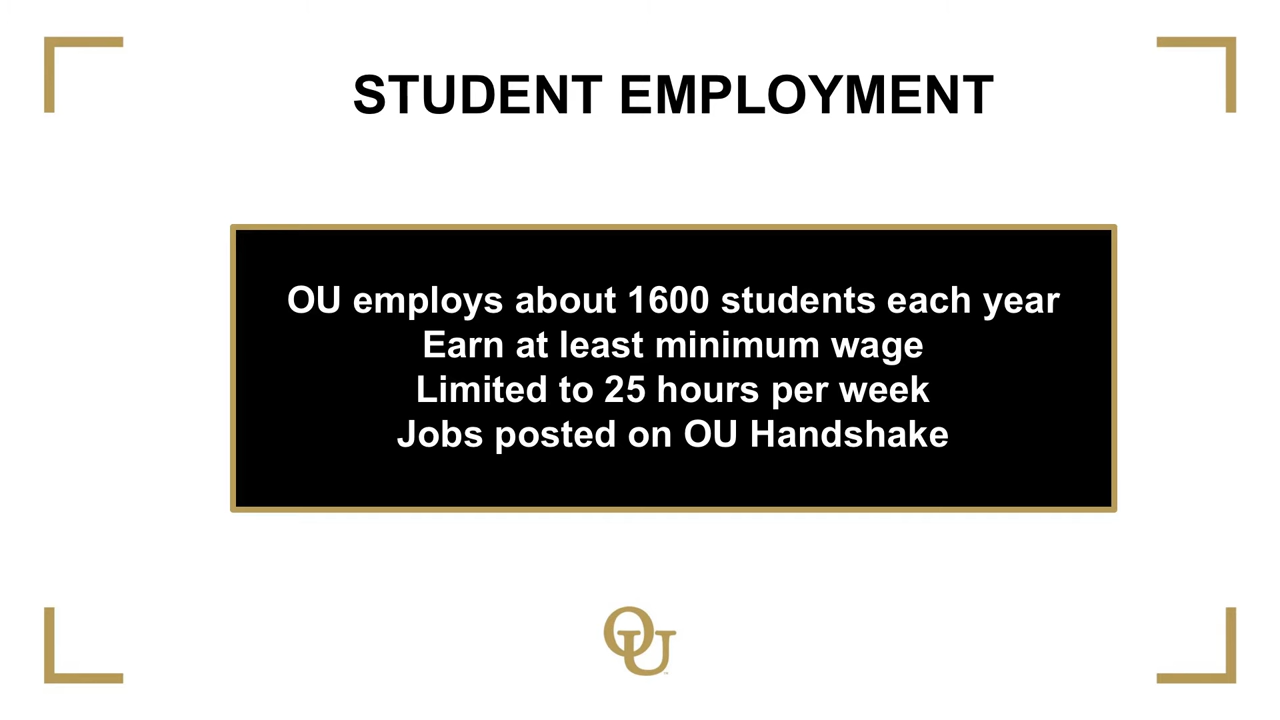 STUDENT EMPLOYMENT
OU employs about 1600 students each year
Earn at least minimum wage
Limited to 25 hours per week
Jobs posted on OU Handshake
OU